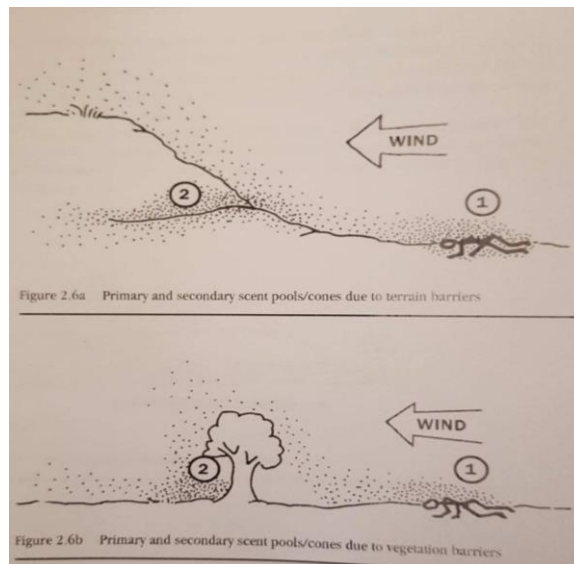 WIND
2
1
Figure 2.6a Primary and secondary scent pools/cones due to terrain barriers
WIND
2
1
Figure 2.6b Primary and secondary scent pools/cones due to vegetation barriers